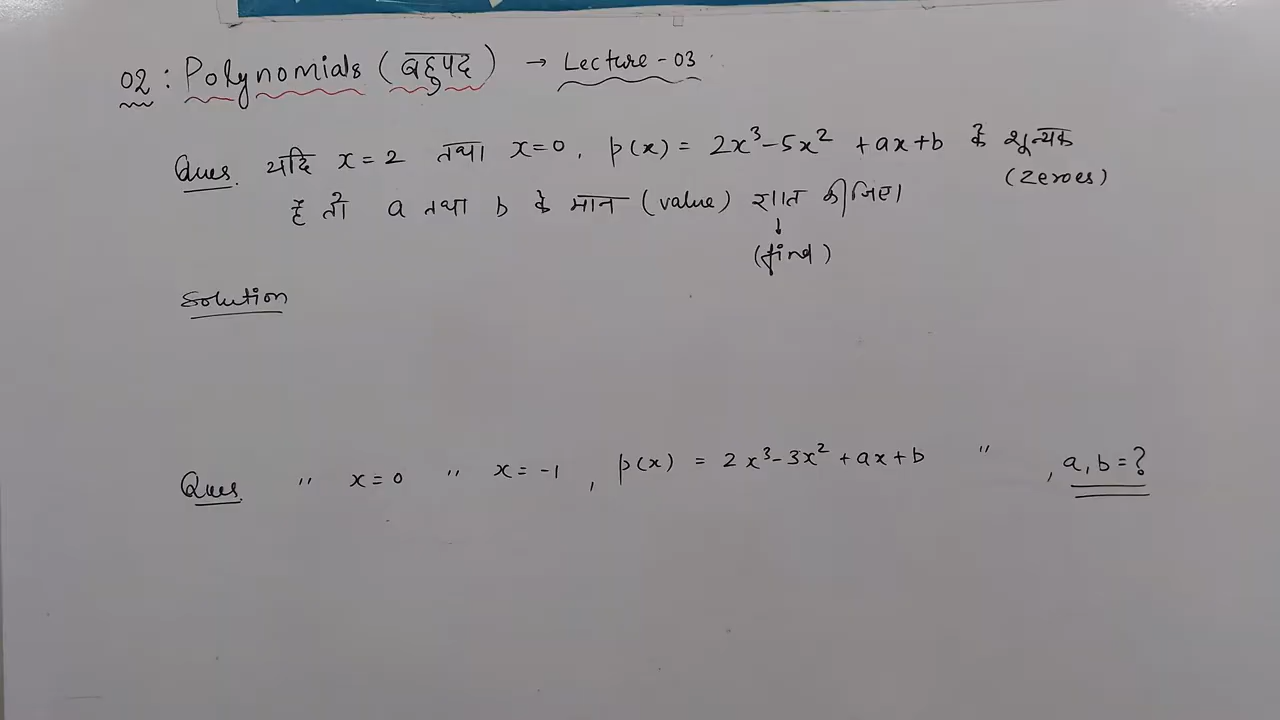 02 : Polynomials (बहुपद) → Lecture - 03
Ques. यदि x = 2 तथा x = 0, p(x) = 2x³ - 5x² + ax + b के शून्यक
(Zeroes)
हैं तो a तथा b के मान (value) ज्ञात कीजिए।
↓
(find)
Solution
Ques. " x = 0 " x = -1, p(x) = 2x³ - 3x² + ax + b " , a, b = ?